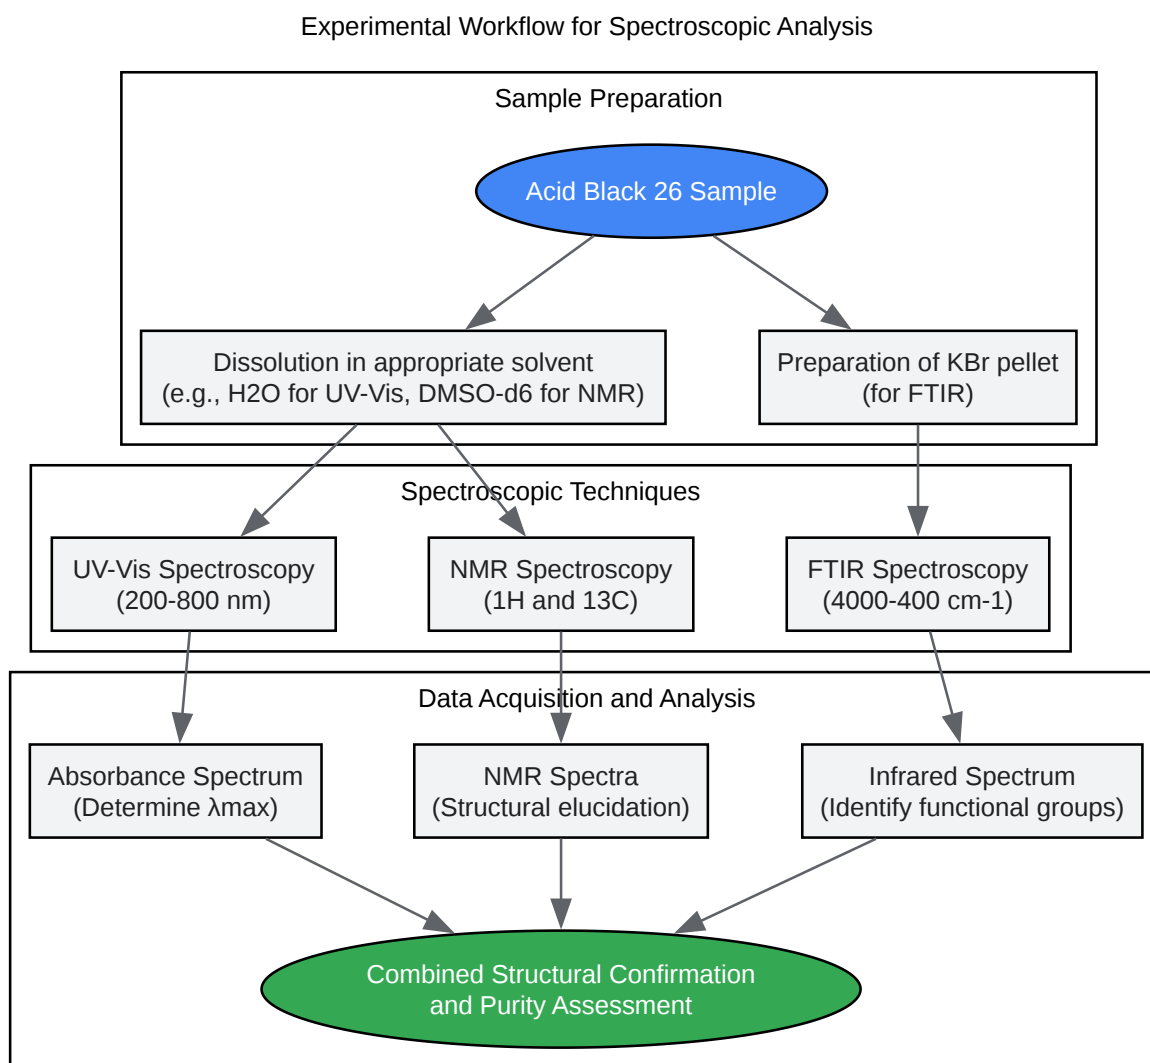 Experimental Workflow for Spectroscopic Analysis
Sample Preparation
Acid Black 26 Sample
Dissolution in appropriate solvent
(e.g., H2O for UV-Vis, DMSO-d6 for NMR)
Preparation of KBr pellet
(for FTIR)
Spectroscopic Techniques
UV-Vis Spectroscopy
(200-800 nm)
NMR Spectroscopy
(1H and 13C)
FTIR Spectroscopy
(4000-400 cm-1)
Data Acquisition and Analysis
Absorbance Spectrum
(Determine λmax)
NMR Spectra
(Structural elucidation)
Infrared Spectrum
(Identify functional groups)
Combined Structural Confirmation
and Purity Assessment